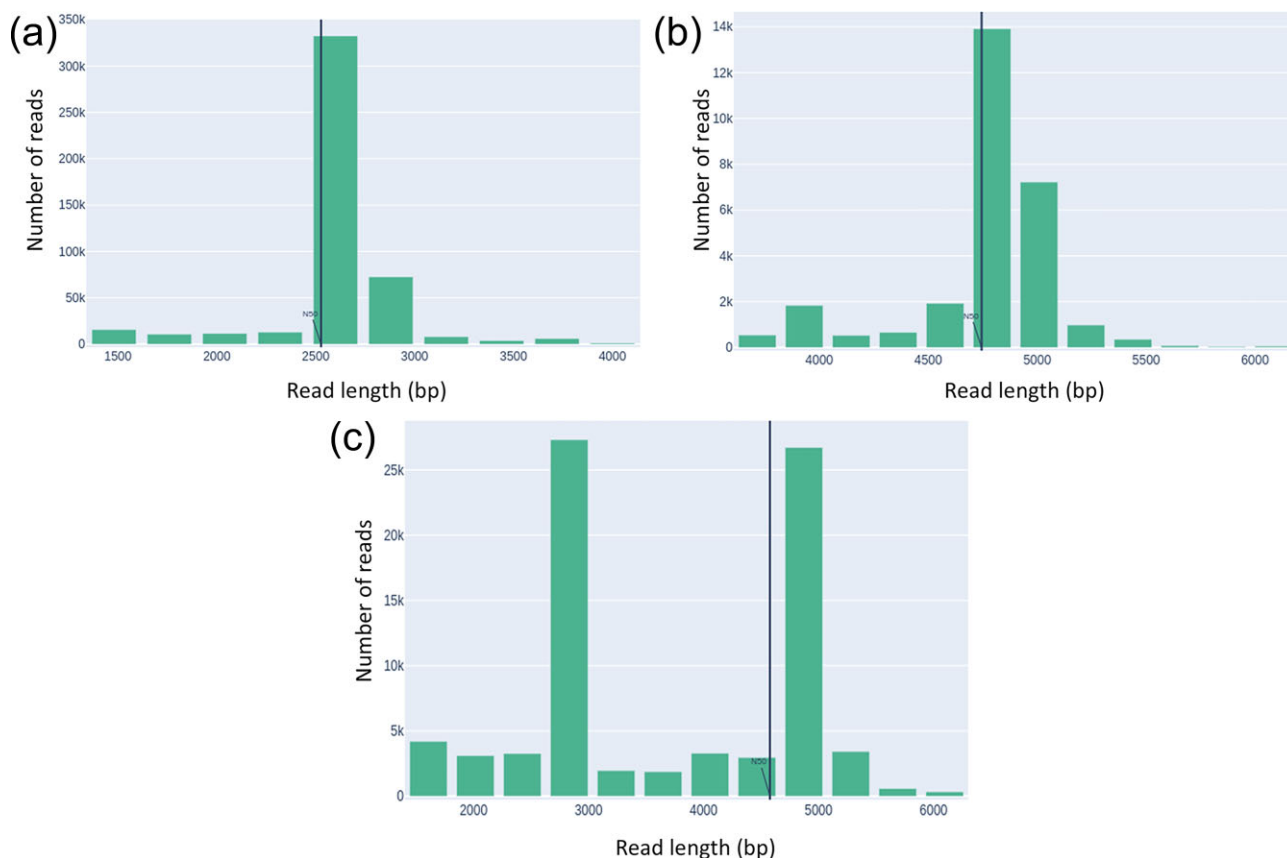 (a)
350k
300k
250k
200k
150k
100k
50k
0
Number of reads
N50
1500 2000 2500 3000 3500 4000
Read length (bp)
(b)
14k
12k
10k
8k
6k
4k
2k
0
Number of reads
N50
4000 4500 5000 5500 6000
Read length (bp)
(c)
25k
20k
15k
10k
5k
0
Number of reads
N50
2000 3000 4000 5000 6000
Read length (bp)